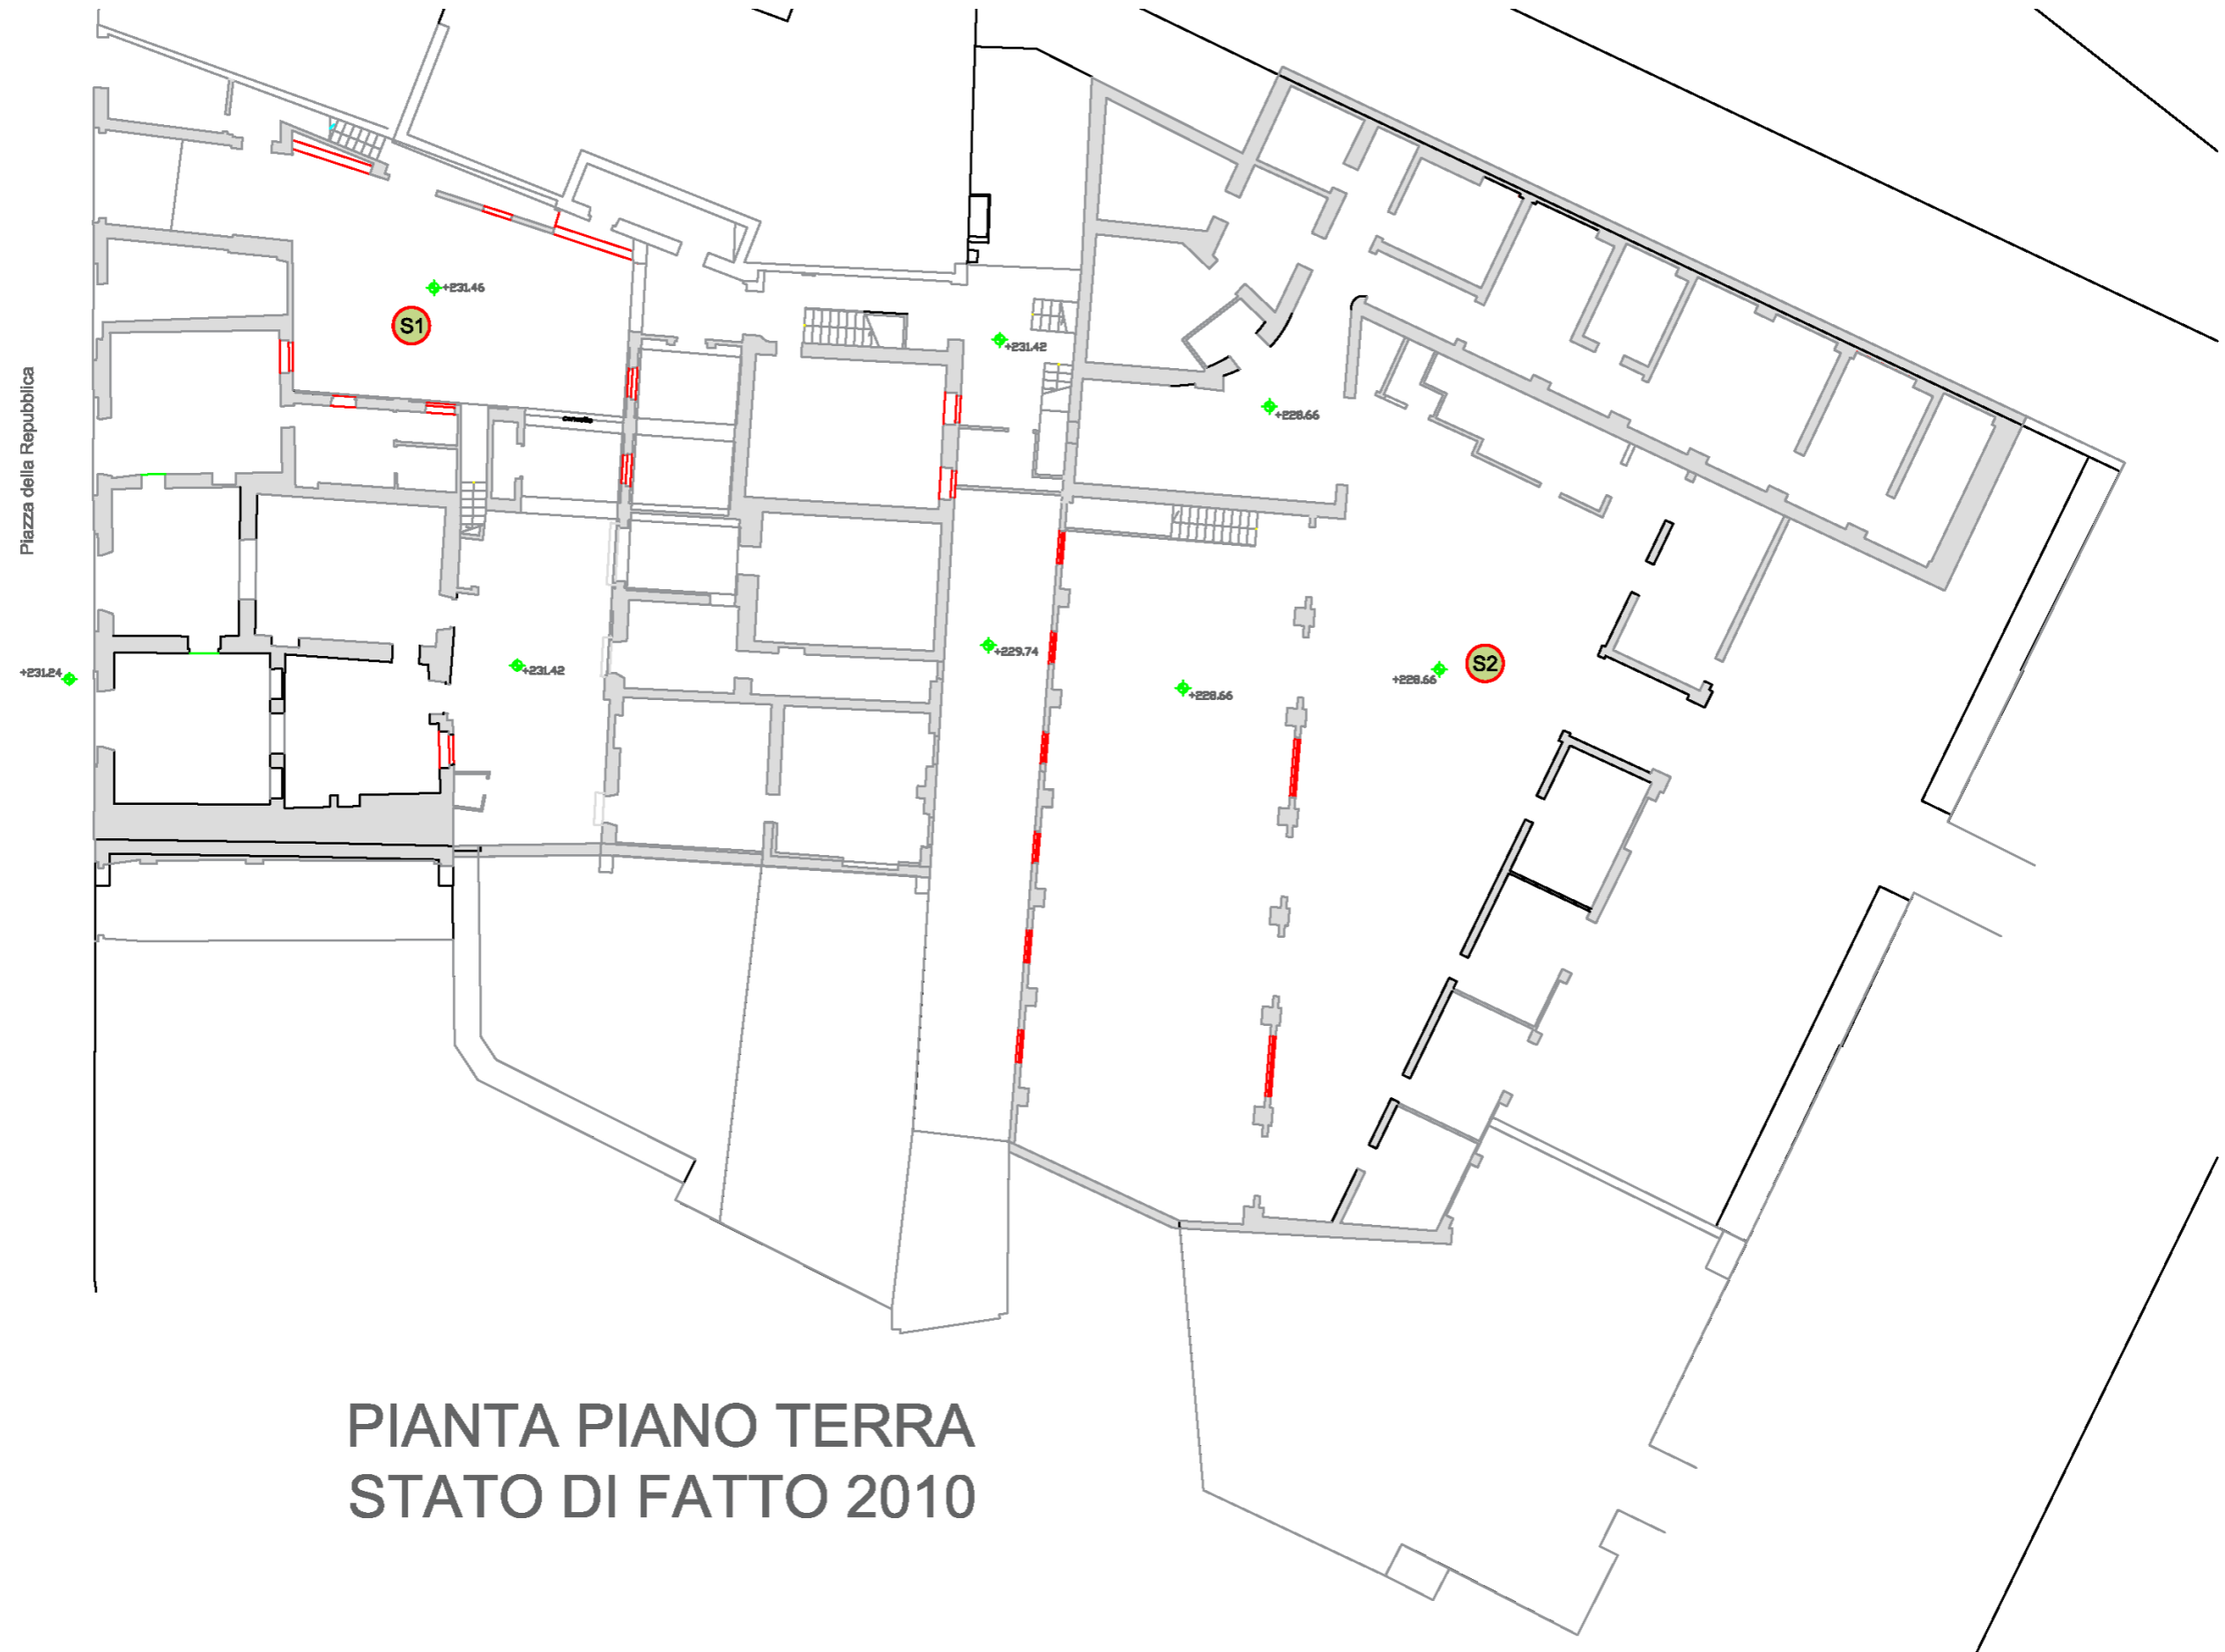 +231.46
S1
+231.42
Piazza della Repubblica
+228.66
+231.24
+231.42
+229.74
+228.66
+228.66
S2
PIANTA PIANO TERRA
STATO DI FATTO 2010